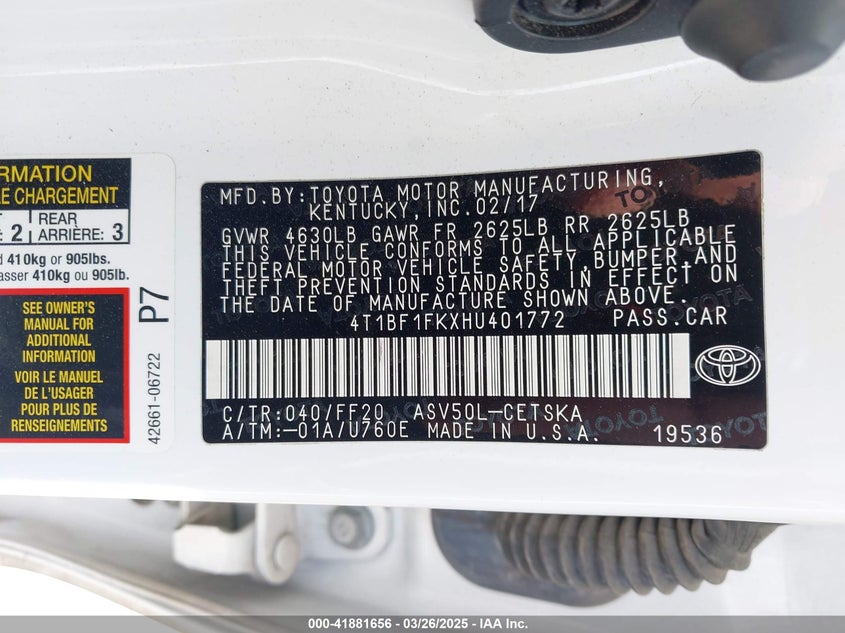 RMATION
LE CHARGEMENT
T
REAR
: 2
ARRIÈRE: 3
d 410kg or 905lbs.
asser 410kg ou 905lb.
SEE OWNER'S
MANUAL FOR
ADDITIONAL
INFORMATION
VOIR LE MANUEL
DE L'USAGER
POUR PLUS DE
RENSEIGNEMENTS
P7
42661-06722
MFD.BY:TOYOTA MOTOR MANUFACTURING,
KENTUCKY,INC.02/17
GVWR 4630LB GAWR FR 2625LB RR 2625LB
THIS VEHICLE CONFORMS TO ALL APPLICABLE
FEDERAL MOTOR VEHICLE SAFETY,BUMPER,AND
THEFT PREVENTION STANDARDS IN EFFECT ON
THE DATE OF MANUFACTURE SHOWN ABOVE.
4T1BF1FKXHU401772 PASS.CAR
C/TR:040/FF20 ASV50L-CETSKA
A/TM:-01A/U760E MADE IN U.S.A. 19536
000-41881656 | 03/26/2025 | IAA Inc.